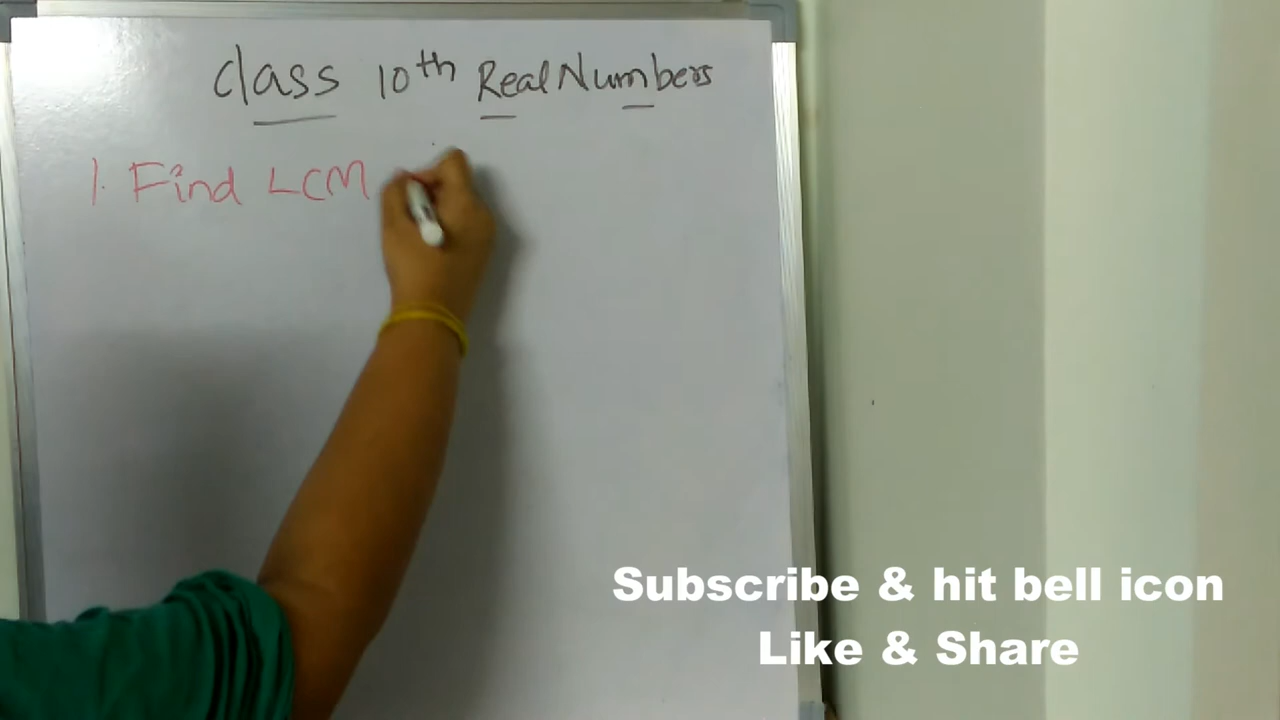 class 10th Real Numbers
1. Find LCM
Subscribe & hit bell icon
Like & Share